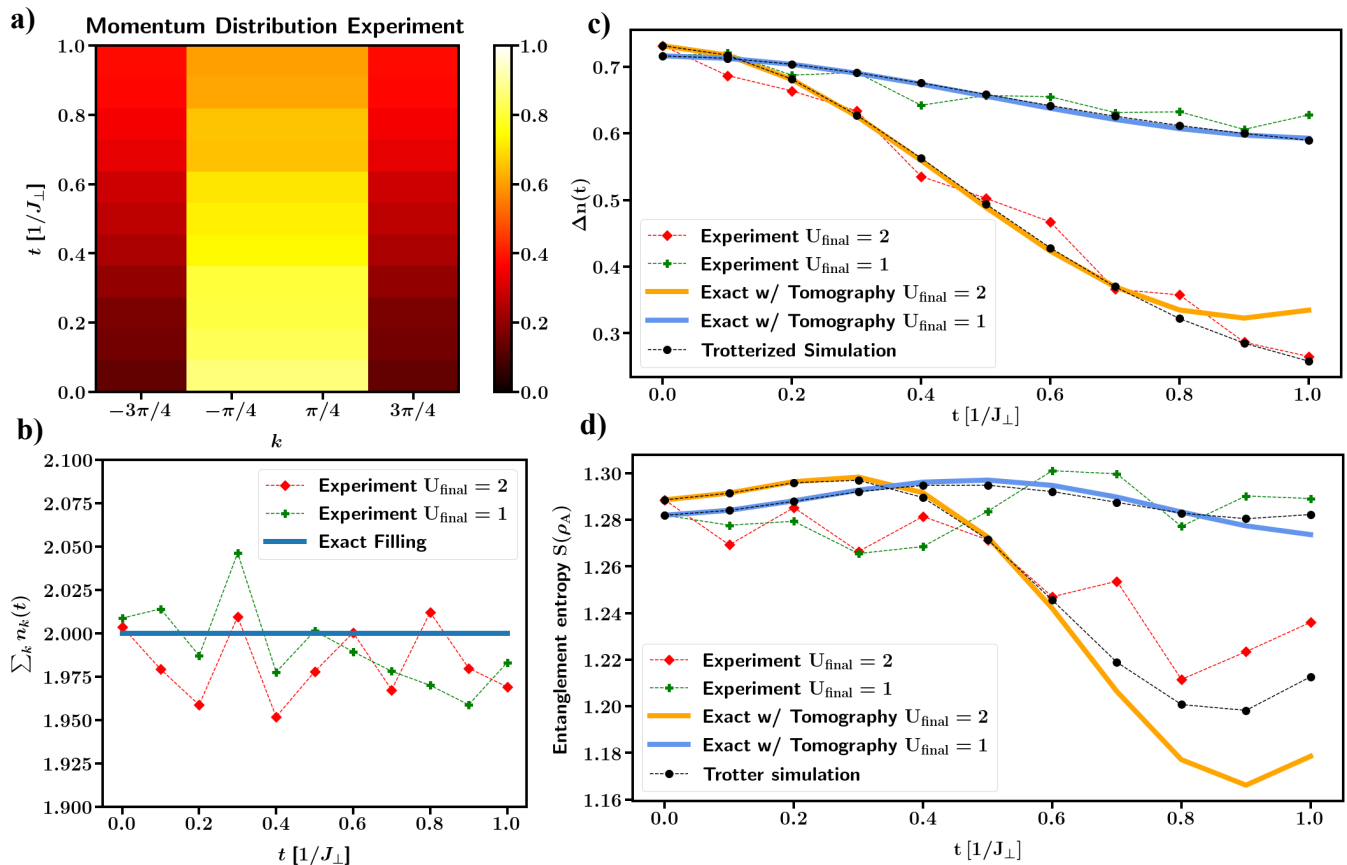 a)
Momentum Distribution Experiment
1.0
0.8
0.6
0.4
0.2
0.0
t [1/J⊥]
−3π/4
−π/4
π/4
3π/4
k
1.0
0.8
0.6
0.4
0.2
0.0
b)
2.100
2.075
2.050
2.025
2.000
1.975
1.950
1.925
1.900
∑k nk(t)
Experiment Ufinal = 2
Experiment Ufinal = 1
Exact Filling
0.0
0.2
0.4
0.6
0.8
1.0
t [1/J⊥]
c)
0.7
0.6
0.5
0.4
0.3
Δn(t)
Experiment Ufinal = 2
Experiment Ufinal = 1
Exact w/ Tomography Ufinal = 2
Exact w/ Tomography Ufinal = 1
Trotterized Simulation
0.0
0.2
0.4
0.6
0.8
1.0
t [1/J⊥]
d)
1.30
1.28
1.26
1.24
1.22
1.20
1.18
1.16
Entanglement entropy S(ρA)
Experiment Ufinal = 2
Experiment Ufinal = 1
Exact w/ Tomography Ufinal = 2
Exact w/ Tomography Ufinal = 1
Trotter simulation
0.0
0.2
0.4
0.6
0.8
1.0
t [1/J⊥]